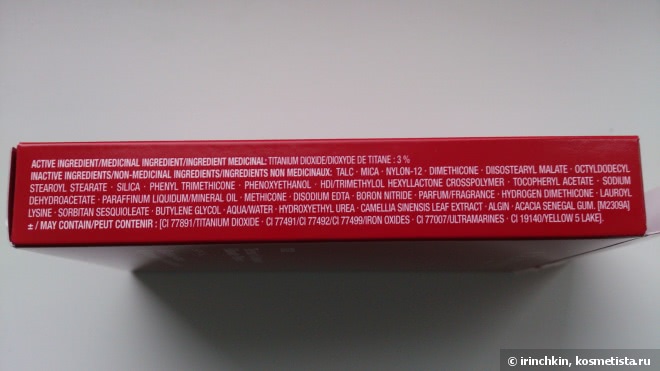 ACTIVE INGREDIENT/MEDICINAL INGREDIENT/INGREDIENT MEDICINAL: TITANIUM DIOXIDE/DIOXYDE DE TITANE : 3 %
INACTIVE INGREDIENTS/NON-MEDICINAL INGREDIENTS/INGREDIENTS NON MEDICINAUX: TALC · MICA · NYLON-12 · DIMETHICONE · DIISOSTEARYL MALATE · OCTYLDODECYL
STEAROYL STEARATE · SILICA · PHENYL TRIMETHICONE · PHENOXYETHANOL · HDI/TRIMETHYLOL HEXYLLACTONE CROSSPOLYMER · TOCOPHERYL ACETATE · SODIUM
DEHYDROACETATE · PARAFFINUM LIQUIDUM/MINERAL OIL · METHICONE · DISODIUM EDTA · BORON NITRIDE · PARFUM/FRAGRANCE · HYDROGEN DIMETHICONE · LAUROYL
LYSINE · SORBITAN SESQUIOLEATE · BUTYLENE GLYCOL · AQUA/WATER · HYDROXYETHYL UREA · CAMELLIA SINENSIS LEAF EXTRACT · ALGIN · ACACIA SENEGAL GUM. [M2309A]
± / MAY CONTAIN/PEUT CONTENIR : [CI 77891/TITANIUM DIOXIDE · CI 77491/CI 77492/CI 77499/IRON OXIDES · CI 77007/ULTRAMARINES · CI 19140/YELLOW 5 LAKE].
© irinchkin, kosmetista.ru